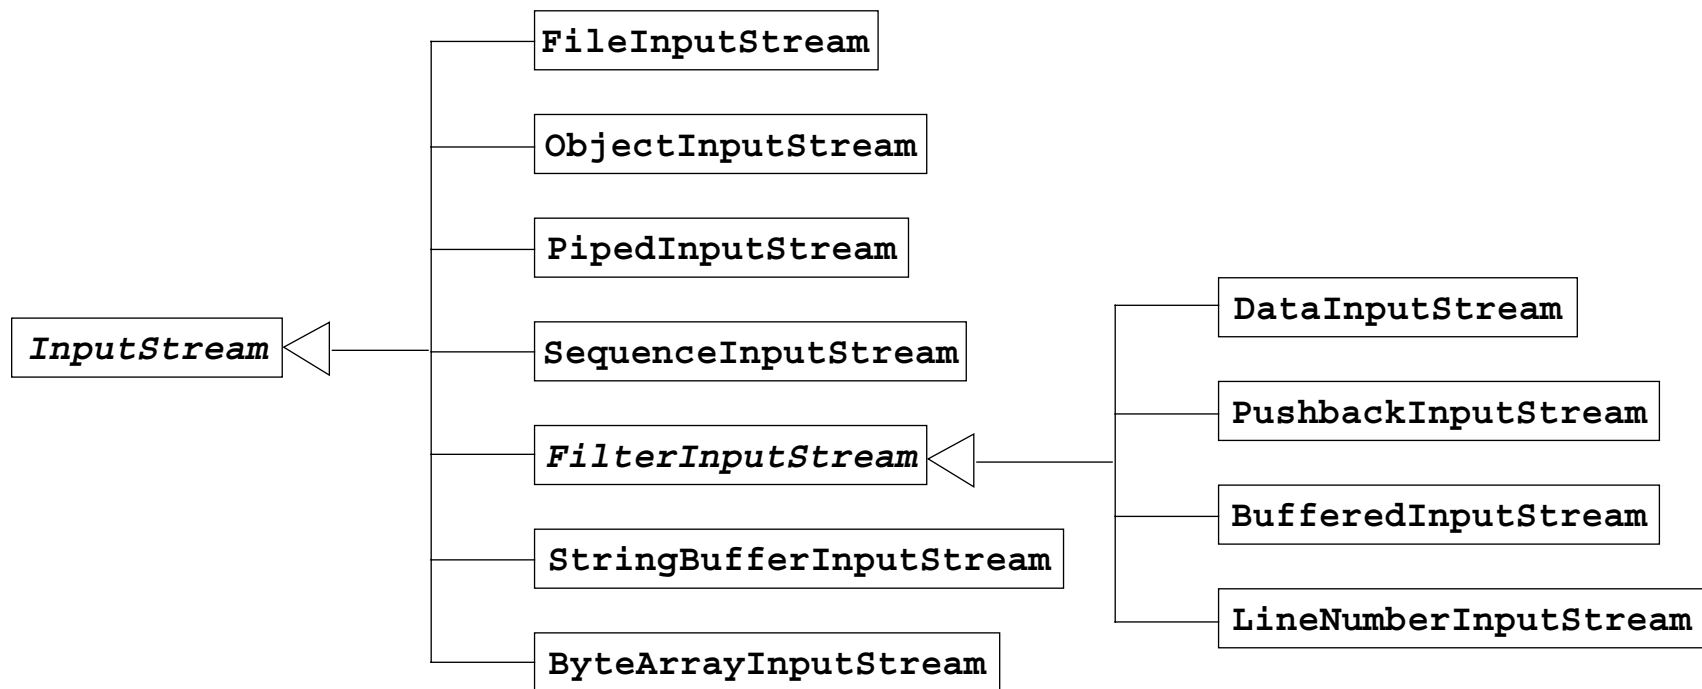 FileInputStream
ObjectInputStream
PipedInputStream
DataInputStream
InputStream
SequenceInputStream
PushbackInputStream
FilterInputStream
BufferedInputStream
StringBufferInputStream
LineNumberInputStream
ByteArrayInputStream